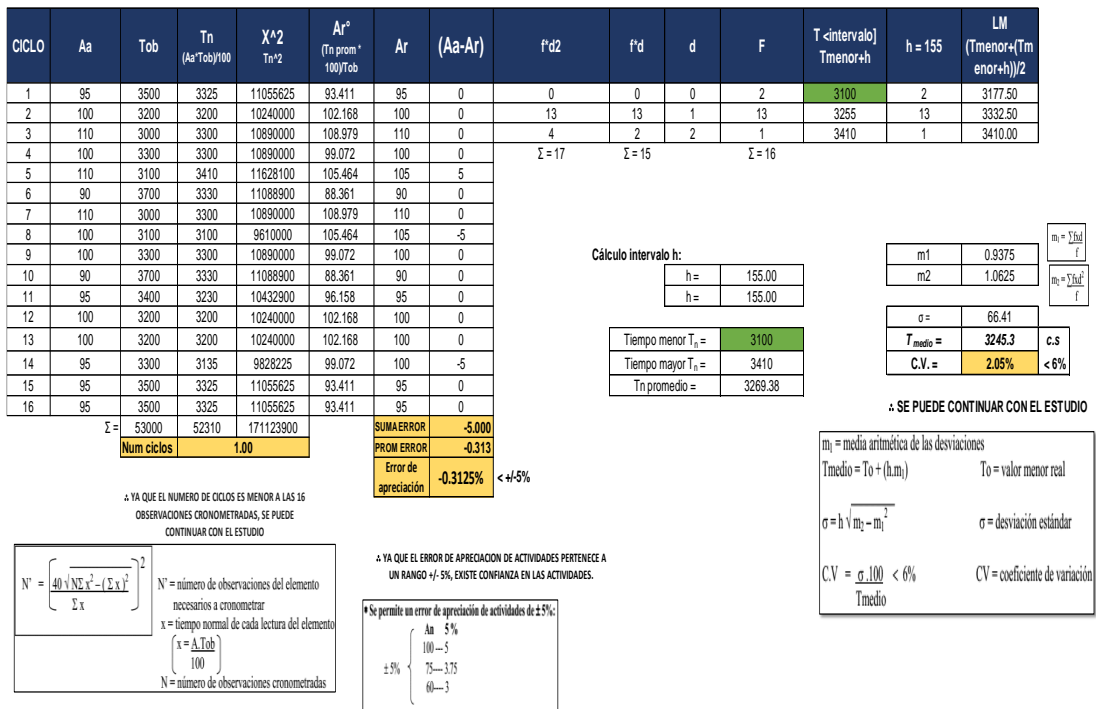 CICLO Aa Tob Tn (Aa*Tob)/100 X^2 Tn^2 Ar° (Tn prom * 100)/Tob Ar (Aa-Ar) f*d2 f*d d F T <intervalo] Tmenor+h h = 155 LM (Tmenor+(Tmenor+h))/2
1 95 3500 3325 11055625 93.411 95 0 0 0 0 2 3100 2 3177.50
2 100 3200 3200 10240000 102.168 100 0 13 13 1 13 3255 13 3332.50
3 110 3000 3300 10890000 108.979 110 0 4 2 2 1 3410 1 3410.00
4 100 3300 3300 10890000 99.072 100 0 Σ = 17 Σ = 15 Σ = 16
5 110 3100 3410 11628100 105.464 105 5
6 90 3700 3330 11088900 88.361 90 0
7 110 3000 3300 10890000 108.979 110 0
8 100 3100 3100 9610000 105.464 105 -5
9 100 3300 3300 10890000 99.072 100 0
10 90 3700 3330 11088900 88.361 90 0
11 95 3400 3230 10432900 96.158 95 0
12 100 3200 3200 10240000 102.168 100 0
13 100 3200 3200 10240000 102.168 100 0
14 95 3300 3135 9828225 99.072 100 -5
15 95 3500 3325 11055625 93.411 95 0
16 95 3500 3325 11055625 93.411 95 0
Σ = 53000 52310 171123900 SUMA ERROR -5.000
Num ciclos 1.00 PROM ERROR -0.313
Error de apreciación -0.3125% < +/-5%
Cálculo intervalo h:
h = 155.00
h = 155.00
Tiempo menor Tn = 3100
Tiempo mayor Tn = 3410
Tn promedio = 3269.38
m1 0.9375
m2 1.0625
m₁ = ∑fxd
f
m₂ = ∑fxd²
f
σ = 66.41
T medio = 3245.3 c.s
C.V. = 2.05% < 6%
∴ SE PUEDE CONTINUAR CON EL ESTUDIO
m₁ = media aritmética de las desviaciones
Tmedio = To + (h.m₁) To = valor menor real
σ = h √ m₂ – m₁² σ = desviación estándar
C.V = σ .100 < 6% CV = coeficiente de variación
Tmedio
∴ YA QUE EL NUMERO DE CICLOS ES MENOR A LAS 16
OBSERVACIONES CRONOMETRADAS, SE PUEDE
CONTINUAR CON EL ESTUDIO
N' = ( 40 √ NΣ x² – ( Σ x )² )²
Σ x
N' = número de observaciones del elemento
necesarios a cronometrar
x = tiempo normal de cada lectura del elemento
( x = A.Tob )
100
N = número de observaciones cronometradas
∴ YA QUE EL ERROR DE APRECIACION DE ACTIVIDADES PERTENECE A
UN RANGO +/- 5%, EXISTE CONFIANZA EN LAS ACTIVIDADES.
• Se permite un error de apreciación de actividades de ± 5%:
An 5 %
100 --- 5
± 5% 75---- 3.75
60---- 3